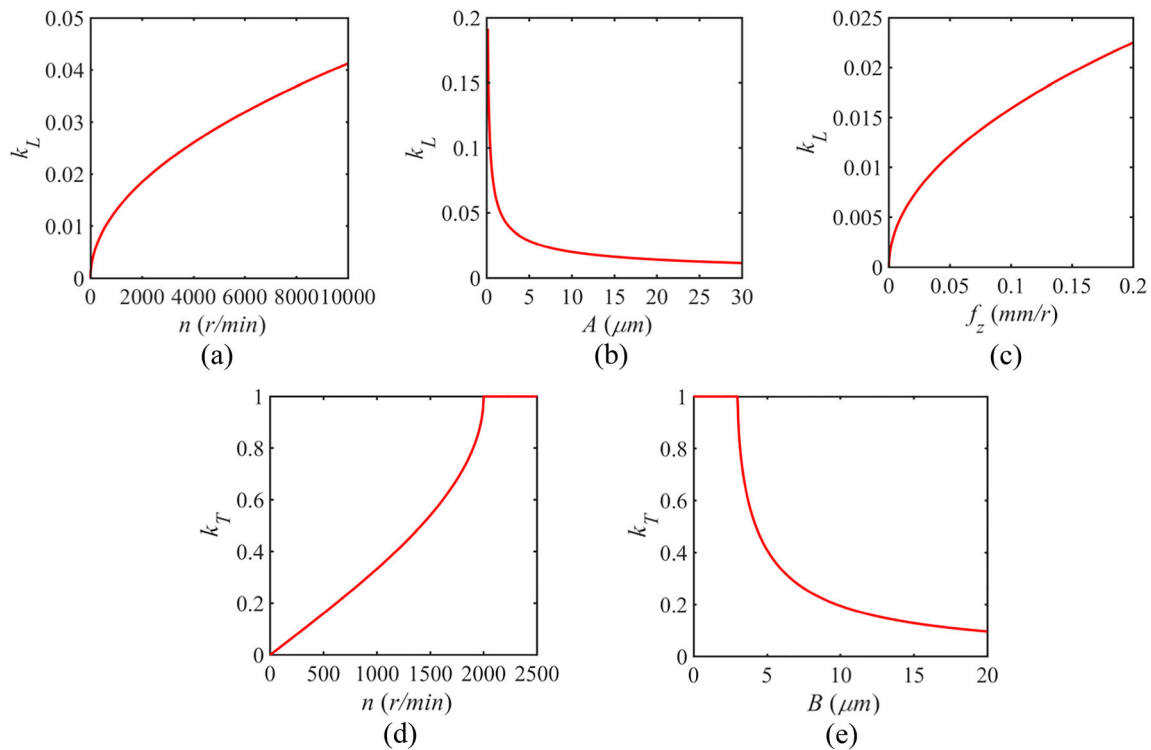 0.05
0.04
0.03
0.02
0.01
0
k_L
0 2000 4000 6000 8000 10000
n (r/min)
(a)
0.2
0.15
0.1
0.05
0
k_L
0 5 10 15 20 25 30
A (μm)
(b)
0.025
0.02
0.015
0.01
0.005
0
k_L
0 0.05 0.1 0.15 0.2
f_z (mm/r)
(c)
1
0.8
0.6
0.4
0.2
0
k_T
0 500 1000 1500 2000 2500
n (r/min)
(d)
1
0.8
0.6
0.4
0.2
0
k_T
0 5 10 15 20
B (μm)
(e)